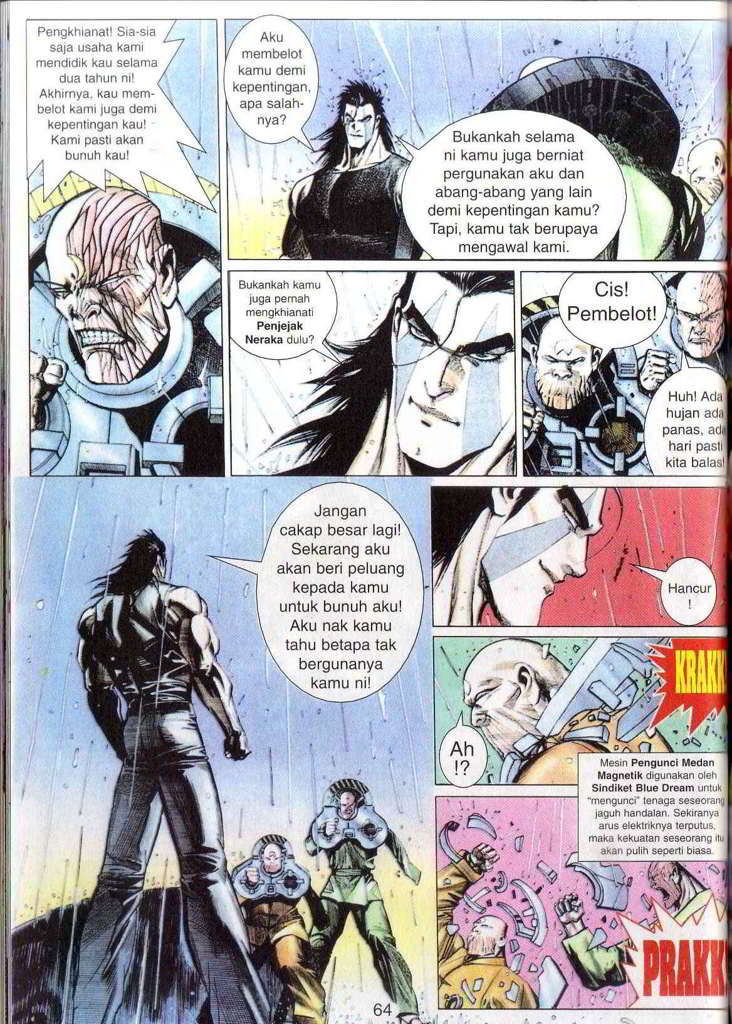 Pengkhianat! Sia-sia
saja usaha kami
mendidik kau selama
dua tahun ni!
Akhirnya, kau mem-
belot kami juga demi
kepentingan kau!
Kami pasti akan
bunuh kau!
Aku
membelot
kamu demi
kepentingan,
apa salah-
nya?
Bukankah selama
ni kamu juga berniat
pergunakan aku dan
abang-abang yang lain
demi kepentingan kamu?
Tapi, kamu tak berupaya
mengawal kami.
Bukankah kamu
juga pernah
mengkhianati
Penjejak
Neraka dulu?
Cis!
Pembelot!
Huh! Ada
hujan ada
panas, ada
hari pasti
kita balas!
Jangan
cakap besar lagi!
Sekarang aku
akan beri peluang
kepada kamu
untuk bunuh aku!
Aku nak kamu
tahu betapa tak
bergunanya
kamu ni!
Hancur
!
KRAKK
Ah
!?
Mesin Pengunci Medan
Magnetik digunakan oleh
Sindiket Blue Dream untuk
"mengunci" tenaga seseorang
jaguh handalan. Sekiranya
arus elektriknya terputus,
maka kekuatan seseorang itu
akan pulih seperti biasa.
PRAKK
64